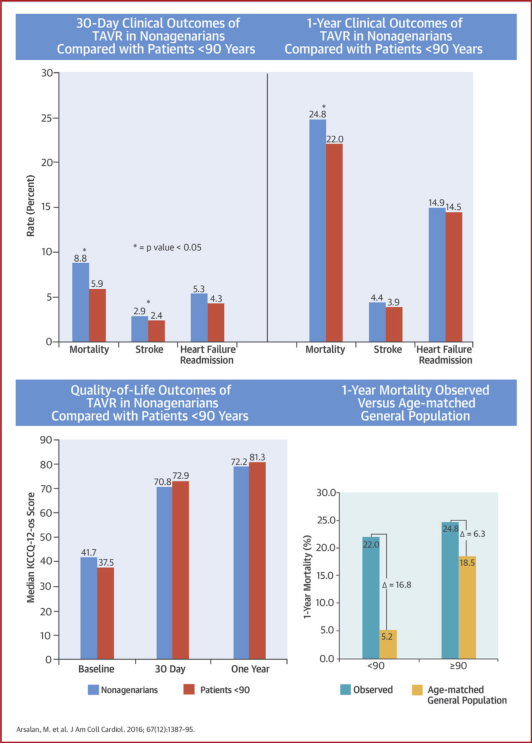 30-Day Clinical Outcomes of
TAVR in Nonagenarians
Compared with Patients <90 Years
1-Year Clinical Outcomes of
TAVR in Nonagenarians
Compared with Patients <90 Years
Rate (Percent)
30
25
20
15
10
5
0
* = p value < 0.05
*
8.8
5.9
*
2.9
2.4
5.3
4.3
*
24.8
22.0
4.4
3.9
14.9
14.5
Mortality
Stroke
Heart Failure
Readmission
Mortality
Stroke
Heart Failure
Readmission
Quality-of-Life Outcomes of
TAVR in Nonagenarians
Compared with Patients <90 Years
Median KCCQ-12-os Score
90
80
70
60
50
40
30
20
10
0
41.7
37.5
70.8
72.9
72.2
81.3
Baseline
30 Day
One Year
Nonagenarians
Patients <90
1-Year Mortality Observed
Versus Age-matched
General Population
1-Year Mortality (%)
30.0
25.0
20.0
15.0
10.0
5.0
0.0
22.0
Δ = 16.8
5.2
24.8
Δ = 6.3
18.5
<90
≥90
Observed
Age-matched
General Population
Arsalan, M. et al. J Am Coll Cardiol. 2016; 67(12):1387–95.